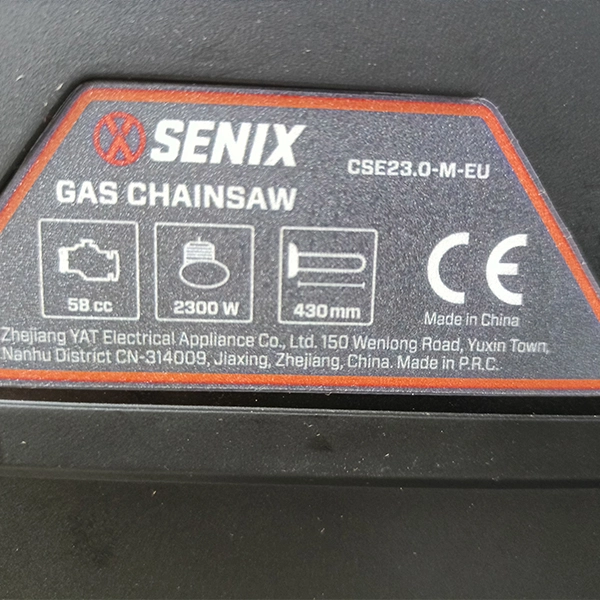 SENIX
CSE23.0-M-EU
GAS CHAINSAW
58 cc
2300 W
430 mm
CE
Made in China
Zhejiang YAT Electrical Appliance Co., Ltd. 150 Wenlong Road, Yuxin Town,
Nanhu District CN-314009, Jiaxing, Zhejiang, China. Made in P.R.C.